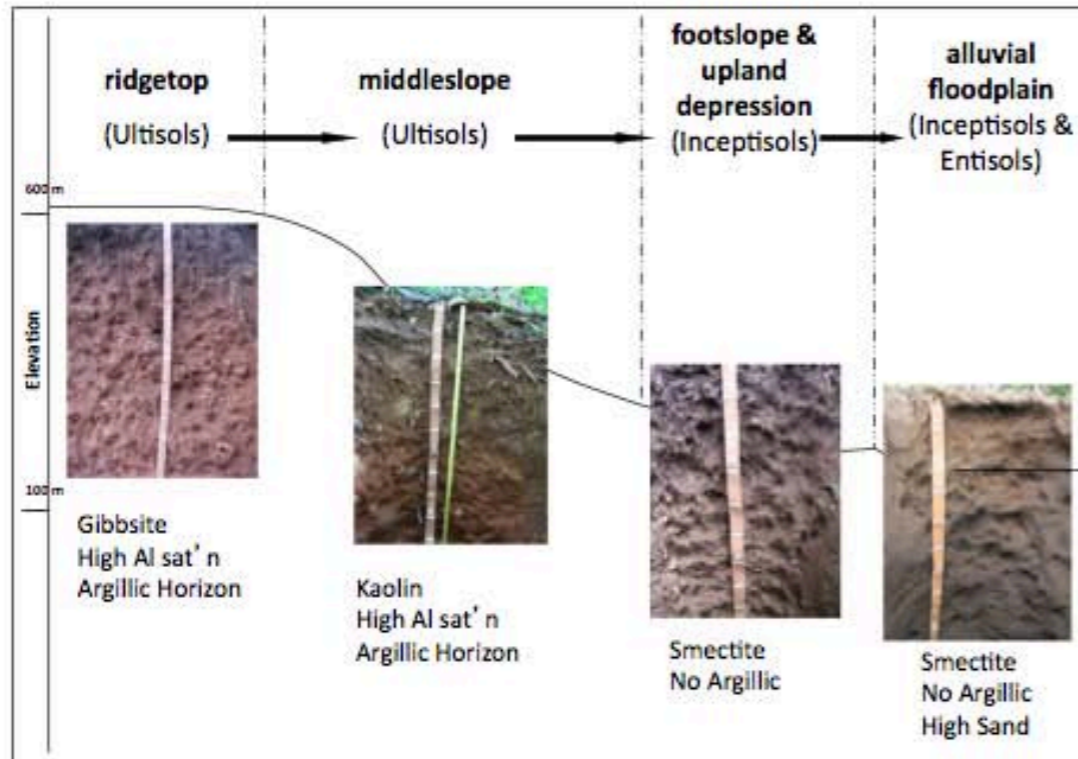 ridgetop
(Ultisols)
middleslope
(Ultisols)
footslope &
upland
depression
(Inceptisols)
alluvial
floodplain
(Inceptisols &
Entisols)
600 m
Elevation
100 m
Gibbsite
High Al sat' n
Argillic Horizon
Kaolin
High Al sat' n
Argillic Horizon
Smectite
No Argillic
Smectite
No Argillic
High Sand